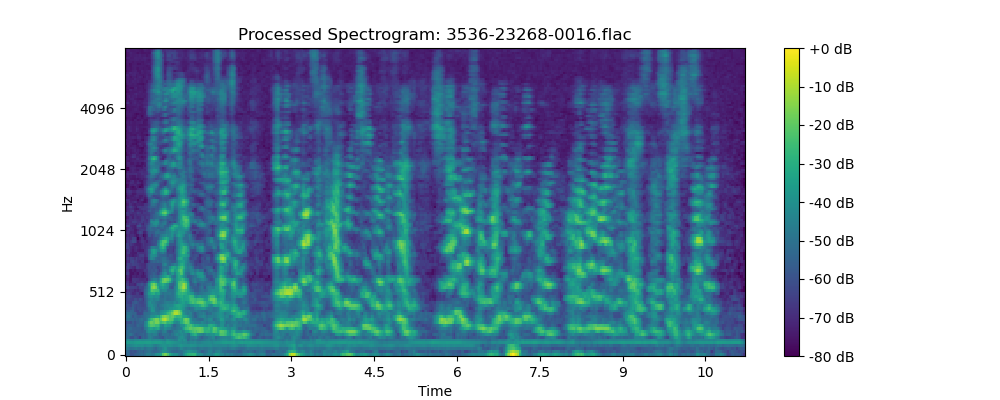 Processed Spectrogram: 3536-23268-0016.flac
+0 dB
-10 dB
-20 dB
-30 dB
-40 dB
-50 dB
-60 dB
-70 dB
-80 dB
Hz
4096
2048
1024
512
0
0 1.5 3 4.5 6 7.5 9 10
Time